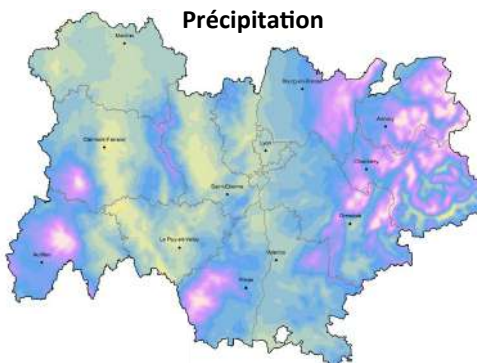 Précipitation
Moulins
Bourg-en-Bresse
Annecy
Clermont-Ferrand
Lyon
Chambéry
Saint-Etienne
Grenoble
Le Puy-en-Velay
Aurillac
Valence
Privas